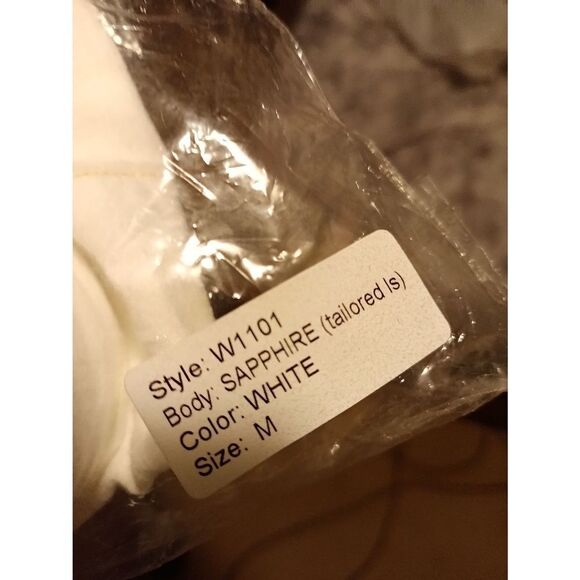 Style: W1101
Body: SAPPHIRE (tailored ls)
Color: WHITE
Size: M